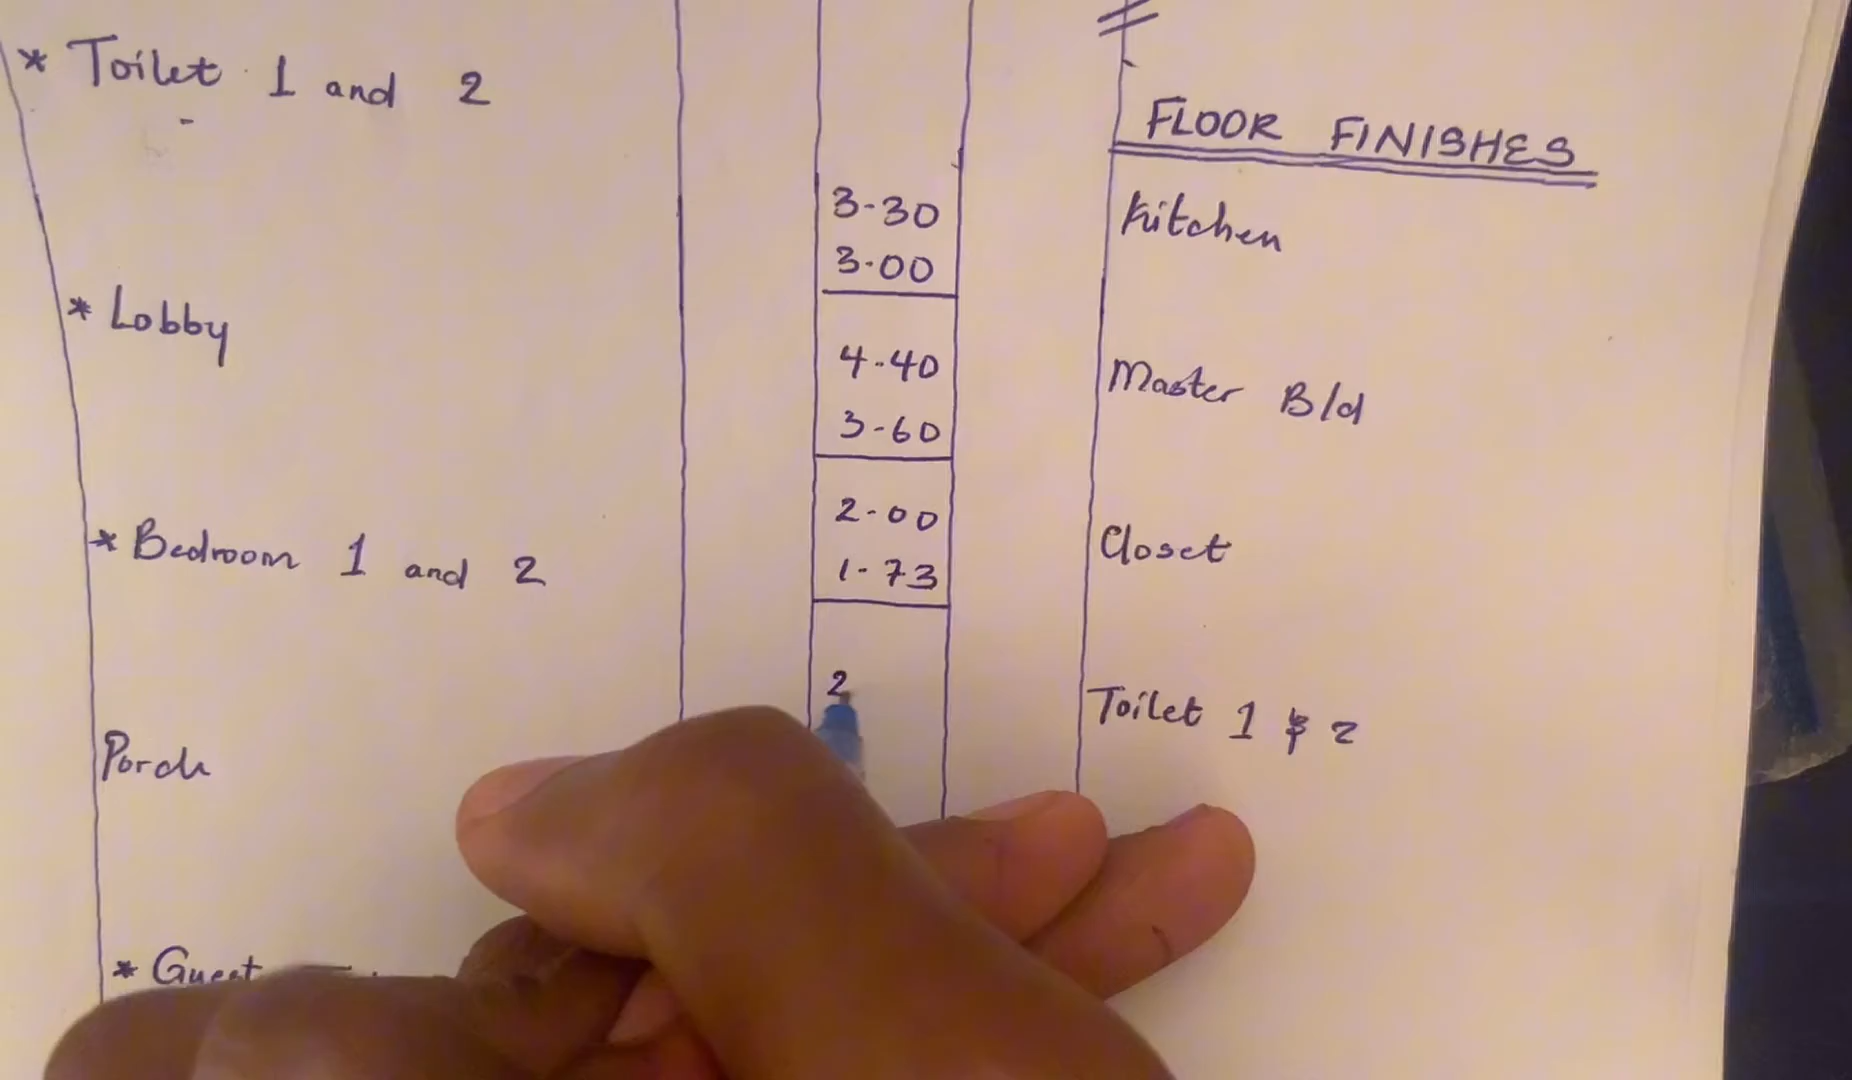 * Toilet 1 and 2
* Lobby
* Bedroom 1 and 2
Porch
* Guest
3-30
3-00
4-40
3-60
2-00
1-73
2
FLOOR FINISHES
Kitchen
Master B/d
Closet
Toilet 1 & 2